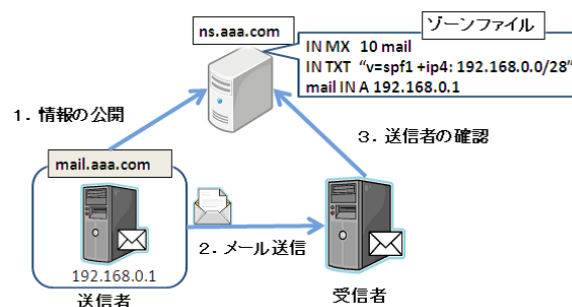 ns.aaa.com
ゾーンファイル
IN MX 10 mail
IN TXT “v=spf1 +ip4: 192.168.0.0/28”
mail IN A 192.168.0.1
1．情報の公開
3．送信者の確認
mail.aaa.com
2．メール送信
192.168.0.1
送信者
受信者